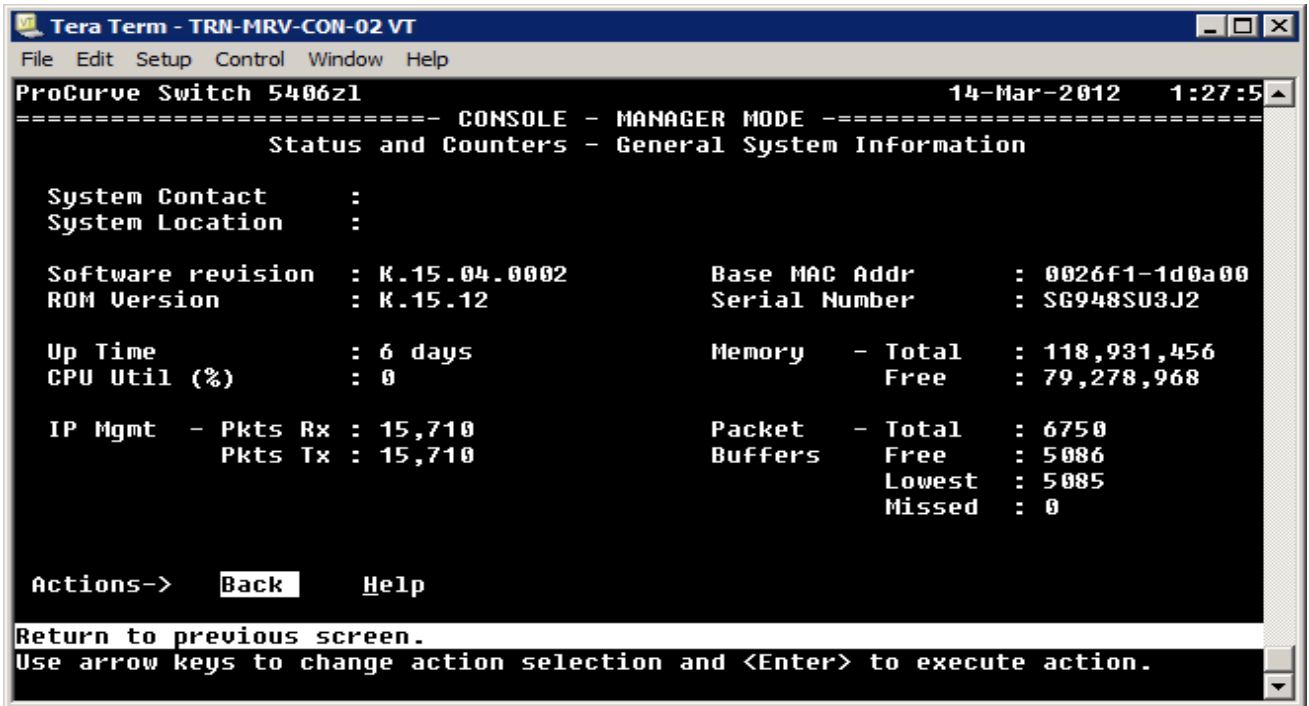 Tera Term - TRN-MRV-CON-02 VT
File Edit Setup Control Window Help
ProCurve Switch 5406zl 14-Mar-2012 1:27:5
==========================- CONSOLE - MANAGER MODE -===========================
Status and Counters - General System Information
System Contact :
System Location :
Software revision : K.15.04.0002 Base MAC Addr : 0026f1-1d0a00
ROM Version : K.15.12 Serial Number : SG948SU3J2
Up Time : 6 days Memory - Total : 118,931,456
CPU Util (%) : 0 Free : 79,278,968
IP Mgmt - Pkts Rx : 15,710 Packet - Total : 6750
Pkts Tx : 15,710 Buffers Free : 5086
Lowest : 5085
Missed : 0
Actions-> Back Help
Return to previous screen.
Use arrow keys to change action selection and <Enter> to execute action.